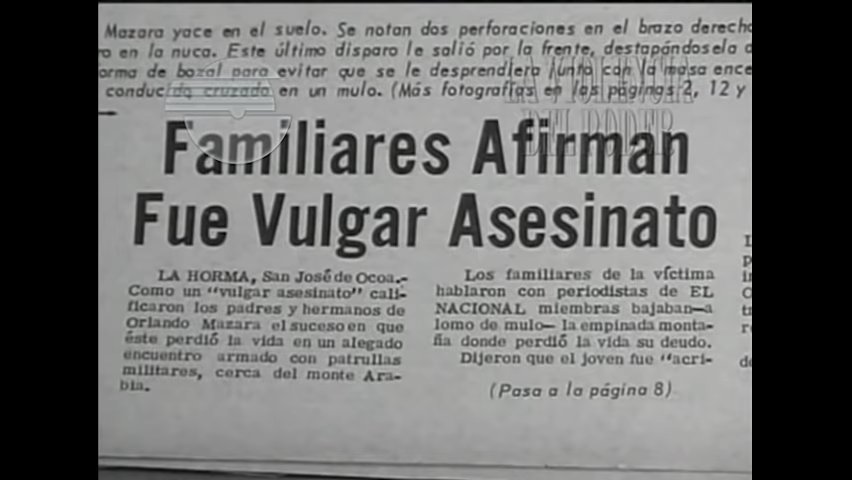 Mazara yace en el suelo. Se notan dos perforaciones en el brazo derecho
en la nuca. Este último disparo le salió por la frente, destapándosela
de bozal para evitar que se le desprendiera junto con la masa
cruzado en un mulo. (Más fotografías en las páginas 2, 12 y
LA VIOLENCIA
DEL PODER
Familiares Afirman
Fue Vulgar Asesinato
LA HORMA, San José de Ocoa.-
Como un "vulgar asesinato" cali-
ficaron los padres y hermanos de
Orlando Mazara el suceso en que
éste perdió la vida en un alegado
encuentro armado con patrullas
militares, cerca del monte Ara-
bia.
Los familiares de la víctima
hablaron con periodistas de EL
NACIONAL miembras bajaban—a
lomo de mulo— la empinada monta-
ña donde perdió la vida su deudo.
Dijeron que el joven fue "acri-
(Pasa a la página 8)